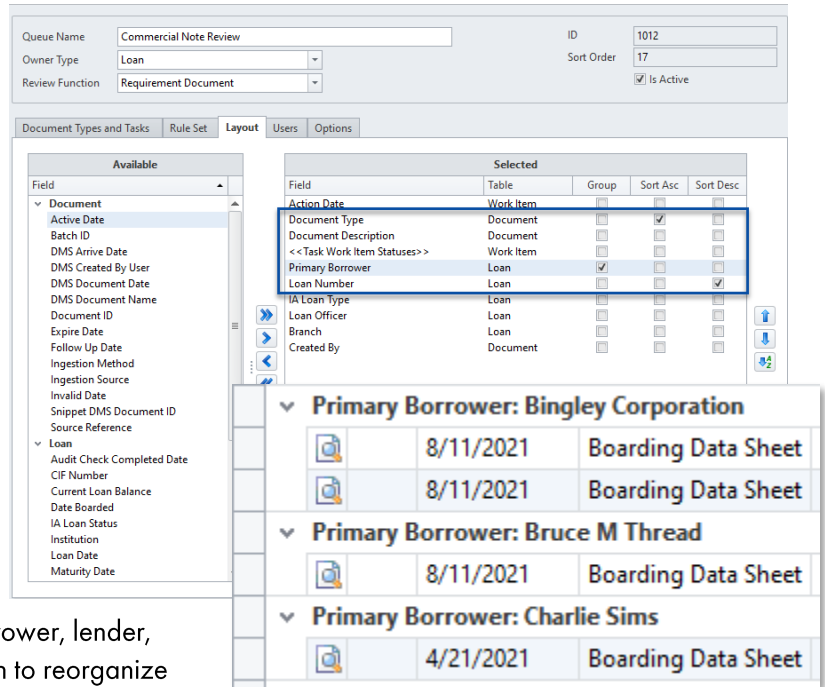 Queue Name Commercial Note Review ID 1012
Owner Type Loan Sort Order 17
Review Function Requirement Document Is Active
Document Types and Tasks Rule Set Layout Users Options
Available
Field
Document
Active Date
Batch ID
DMS Arrive Date
DMS Created By User
DMS Document Date
DMS Document Name
Document ID
Expire Date
Follow Up Date
Ingestion Method
Ingestion Source
Invalid Date
Snippet DMS Document ID
Source Reference
Loan
Audit Check Completed Date
CIF Number
Current Loan Balance
Date Boarded
IA Loan Status
Institution
Loan Date
Maturity Date
Selected
Field Table Group Sort Asc Sort Desc
Action Date Work Item
Document Type Document
Document Description Document
<<Task Work Item Statuses>> Work Item
Primary Borrower Loan
Loan Number Loan
IA Loan Type Loan
Loan Officer Loan
Branch Loan
Created By Document
Primary Borrower: Bingley Corporation
8/11/2021 Boarding Data Sheet
8/11/2021 Boarding Data Sheet
Primary Borrower: Bruce M Thread
8/11/2021 Boarding Data Sheet
Primary Borrower: Charlie Sims
4/21/2021 Boarding Data Sheet
rower, lender,
to reorganize